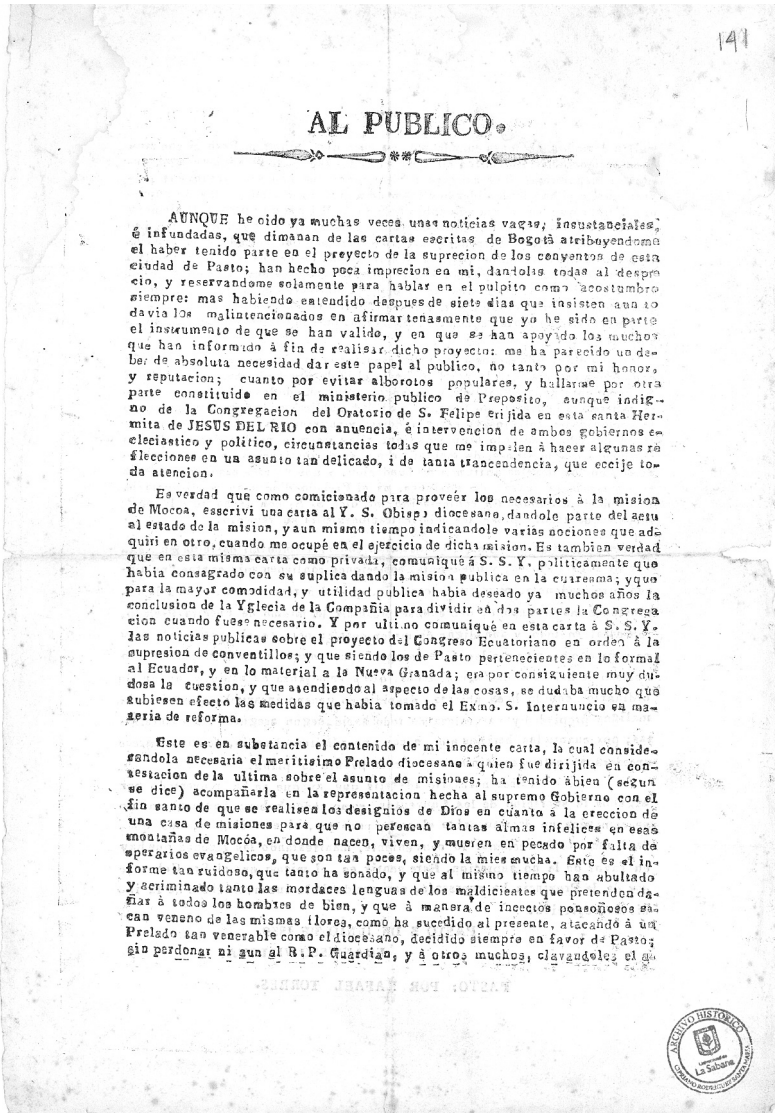 141
AL PUBLICO.
AUNQUE he oido ya muchas veces unas noticias vagas, insustanciales,
é infundadas, que dimanan de las cartas escritas de Bogotà atribuyendome
el haber tenido parte en el proyecto de la suprecion de los conventos de esta
ciudad de Pasto; han hecho poca imprecion en mi, dandolas todas al despre
cio, y reservandome solamente para hablar en el pulpito como acostumbro
siempre: mas habiendo entendido despues de siete dias que insisten aun to
davia los malintencionados en afirmar tenasmente que yo he sido en parte
el instrumento de que se han valido, y en que se han apoyado los muchos
que han informado á fin de realisar dicho proyecto: me ha parecido un de-
ber de absoluta necesidad dar este papel al publico, no tanto por mi honor,
y reputacion; cuanto por evitar alborotos populares, y hallarme por otra
parte constituido en el ministerio publico de Preposito, aunque indig-
no de la Congregacion del Oratorio de S. Felipe erijida en esta santa Her-
mita de JESUS DEL RIO con anuencia, é intervencion de ambos gobiernos e-
cleciastico y politico, circunstancias todas que me impelen à hacer algunas re
flecciones en un asunto tan delicado, i de tanta trancendencia, que eccije to-
da atencion.
Es verdad que como comicionado para proveér los necesarios à la mision
de Mocoa, esscriví una carta al Y. S. Obispo diocesano, dandole parte del actu
al estado de la mision, y aun mismo tiempo indicandole varias nociones que ad-
quiri en otro, cuando me ocupé en el ejercicio de dicha mision. Es tambien verdad
que en esta misma carta como privada, comuniqué á S. S. Y. politicamente que
habia consagrado con su suplica dando la mision publica en la cuaresma; y que
para la mayor comodidad, y utilidad publica habia deseado ya muchos años la
conclusion de la Yglecia de la Compañia para dividir en dos partes la Congrega
cion cuando fuese necesario. Y por ultimo comuniqué en esta carta à S. S. Y.
las noticias publicas sobre el proyecto del Congreso Ecuatoriano en orden á la
supresion de conventillos; y que siendo los de Pasto pertenecientes en lo formal
al Ecuador, y en lo material a la Nueva Granada; era por consiguiente muy du-
dosa la cuestion, y que atendiendo al aspecto de las cosas, se dudaba mucho que
subiesen efecto las medidas que habia tomado el Exmo. S. Internuncio en ma-
teria de reforma.
Este es en substancia el contenido de mi inocente carta, la cual conside-
randola necesaria el meritisimo Prelado diocesano a quien fue dirijida en con-
testacion de la ultima sobre el asunto de misiones; ha tenido àbien (segun
se dice) acompañarla en la representacion hecha al supremo Gobierno con el
fin santo de que se realisen los designios de Dios en cuanto à la ereccion de
una casa de misiones para que no perescan tantas almas infelices en esas
montañas de Mocóa, en donde nacen, viven, y mueren en pecado por falta de
operarios evangelicos, que son tan pocos, siendo la mies mucha. Este es el in-
forme tan ruidoso, que tanto ha sonado, y que al mismo tiempo han abultado
y acriminado tanto las mordaces lenguas de los maldicientes que pretenden da-
ñar á todos los hombres de bien, y que à manera de incectos ponsoñosos sa-
can veneno de las mismas flores, como ha sucedido al presente, atacando à un
Prelado tan venerable como el diocesano, decidido siempre en favor de Pasto;
sin perdonar ni aun al R. P. Guardian, y à otros muchos, clavandoles el a-
PASTO: POR RAFAEL TORRES.
ARCHIVO HISTÓRICO
Universidad de
La Sabana
CIPRIANO RODRIGUEZ SANTA MARIA